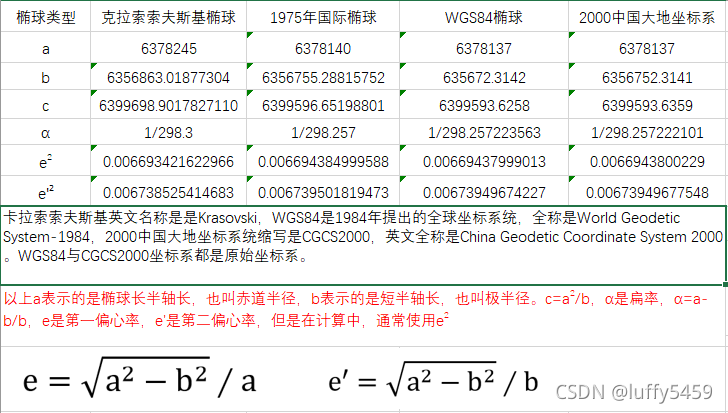 椭球类型 克拉索索夫斯基椭球 1975年国际椭球 WGS84椭球 2000中国大地坐标系
a 6378245 6378140 6378137 6378137
b 6356863.01877304 6356755.28815752 635672.3142 6356752.3141
c 6399698.9017827110 6399596.65198801 6399593.6258 6399593.6359
α 1/298.3 1/298.257 1/298.257223563 1/298.257222101
e² 0.006693421622966 0.006694384999588 0.00669437999013 0.0066943800229
e'² 0.006738525414683 0.006739501819473 0.00673949674227 0.00673949677548
卡拉索索夫斯基英文名称是是Krasovski，WGS84是1984年提出的全球坐标系统，全称是World Geodetic
System-1984，2000中国大地坐标系统缩写是CGCS2000，英文全称是China Geodetic Coordinate System 2000
。WGS84与CGCS2000坐标系都是原始坐标系。
以上a表示的是椭球长半轴长，也叫赤道半径，b表示的是短半轴长，也叫极半径。c=a²/b，α是扁率，α=a-
b/b，e是第一偏心率，e'是第二偏心率，但是在计算中，通常使用e²
e = √a² − b² / a e′ = √a² − b² / b
CSDN @luffy5459